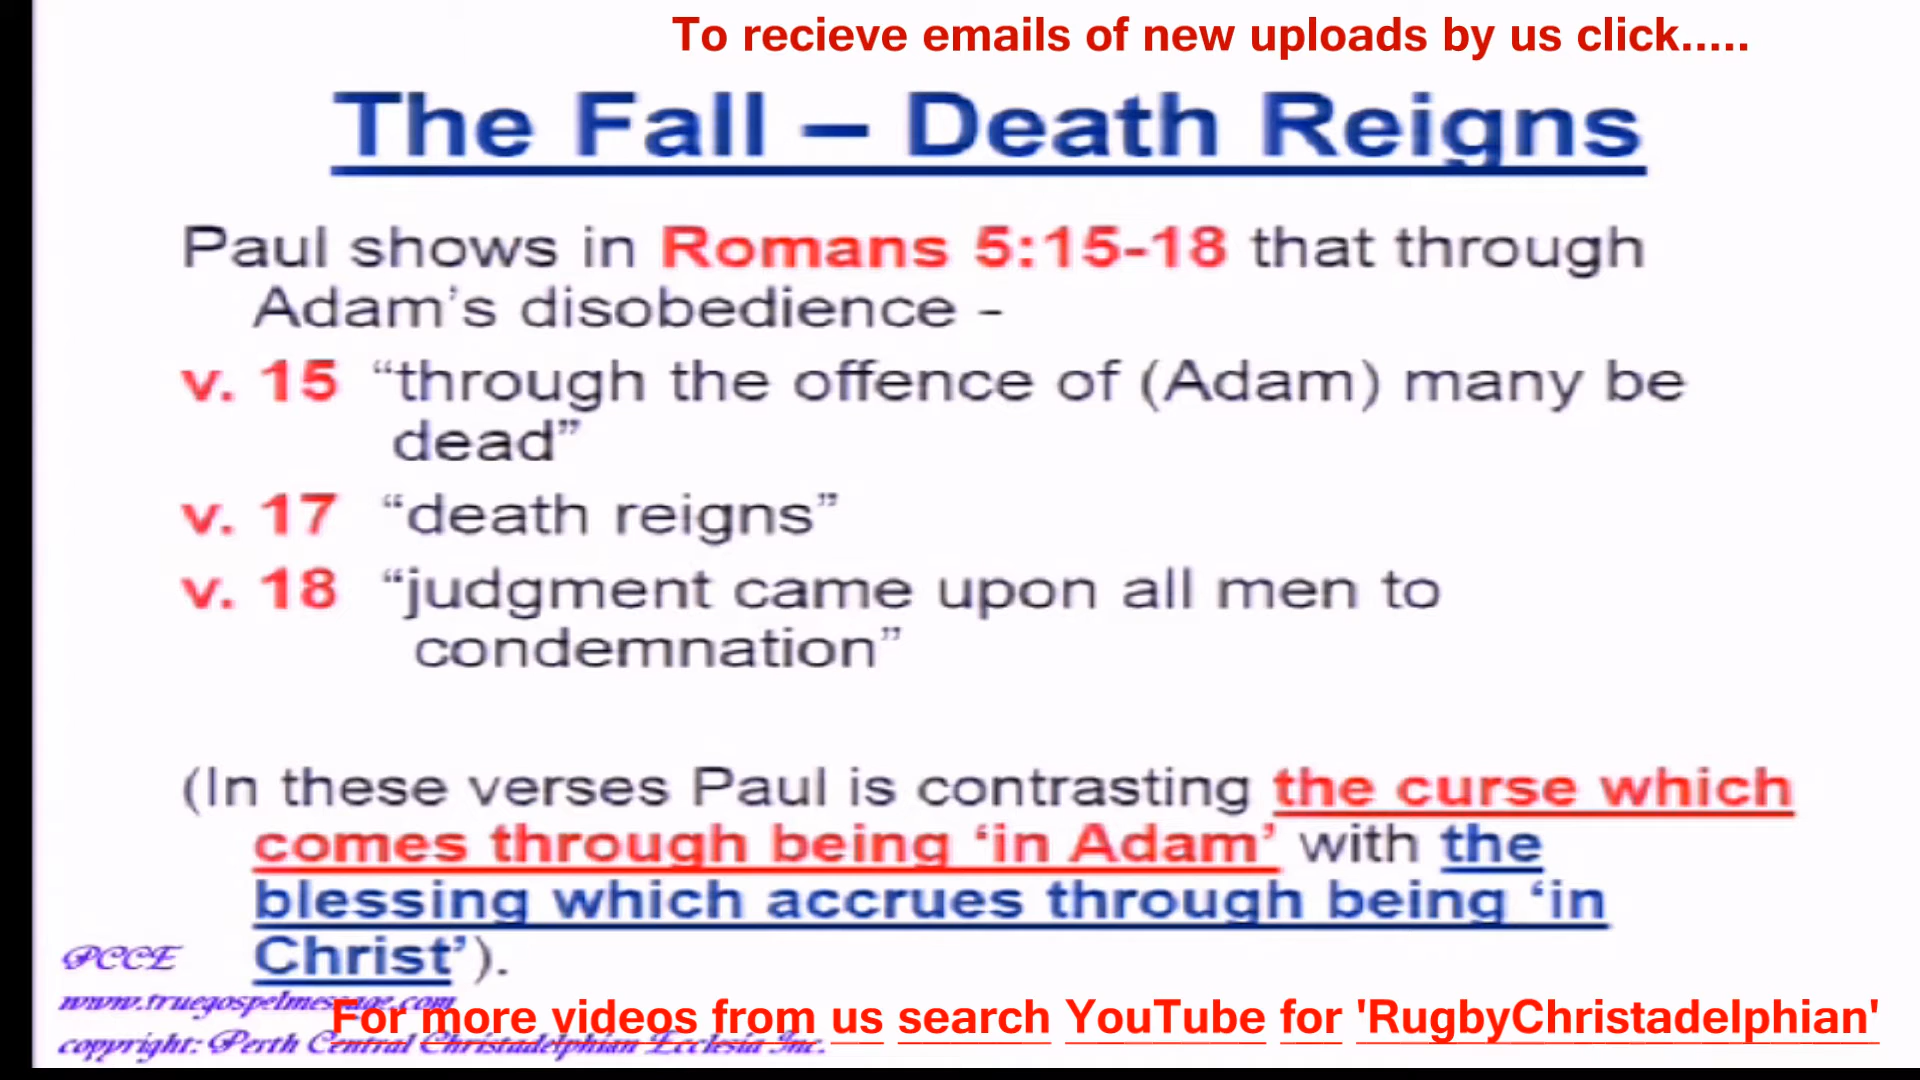 To recieve emails of new uploads by us click.....
The Fall – Death Reigns
Paul shows in Romans 5:15-18 that through
Adam’s disobedience -
v. 15 “through the offence of (Adam) many be
dead”
v. 17 “death reigns”
v. 18 “judgment came upon all men to
condemnation”
(In these verses Paul is contrasting the curse which
comes through being ‘in Adam’ with the
blessing which accrues through being ‘in
Christ’).
PCCE
www.truegospelmessage.com
For more videos from us search YouTube for 'RugbyChristadelphian'
copyright: Perth Central Christadelphian Ecclesia Inc.